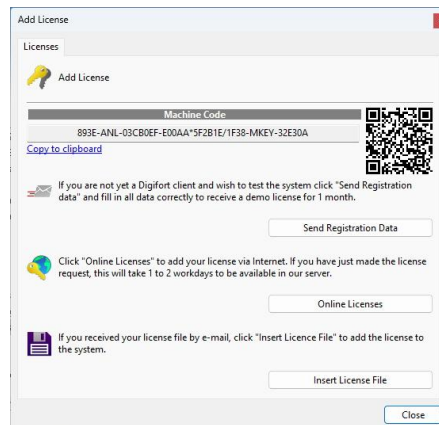 Add License
Licenses
Add License
Machine Code
893E-ANL-03CB0EF-E00AA*5F2B1E/1F38-MKEY-32E30A
Copy to clipboard
If you are not yet a Digifort client and wish to test the system click "Send Registration
data" and fill in all data correctly to receive a demo license for 1 month.
Send Registration Data
Click "Online Licenses" to add your license via Internet. If you have just made the license
request, this will take 1 to 2 workdays to be available in our server.
Online Licenses
If you received your license file by e-mail, click "Insert Licence File" to add the license to
the system.
Insert License File
Close